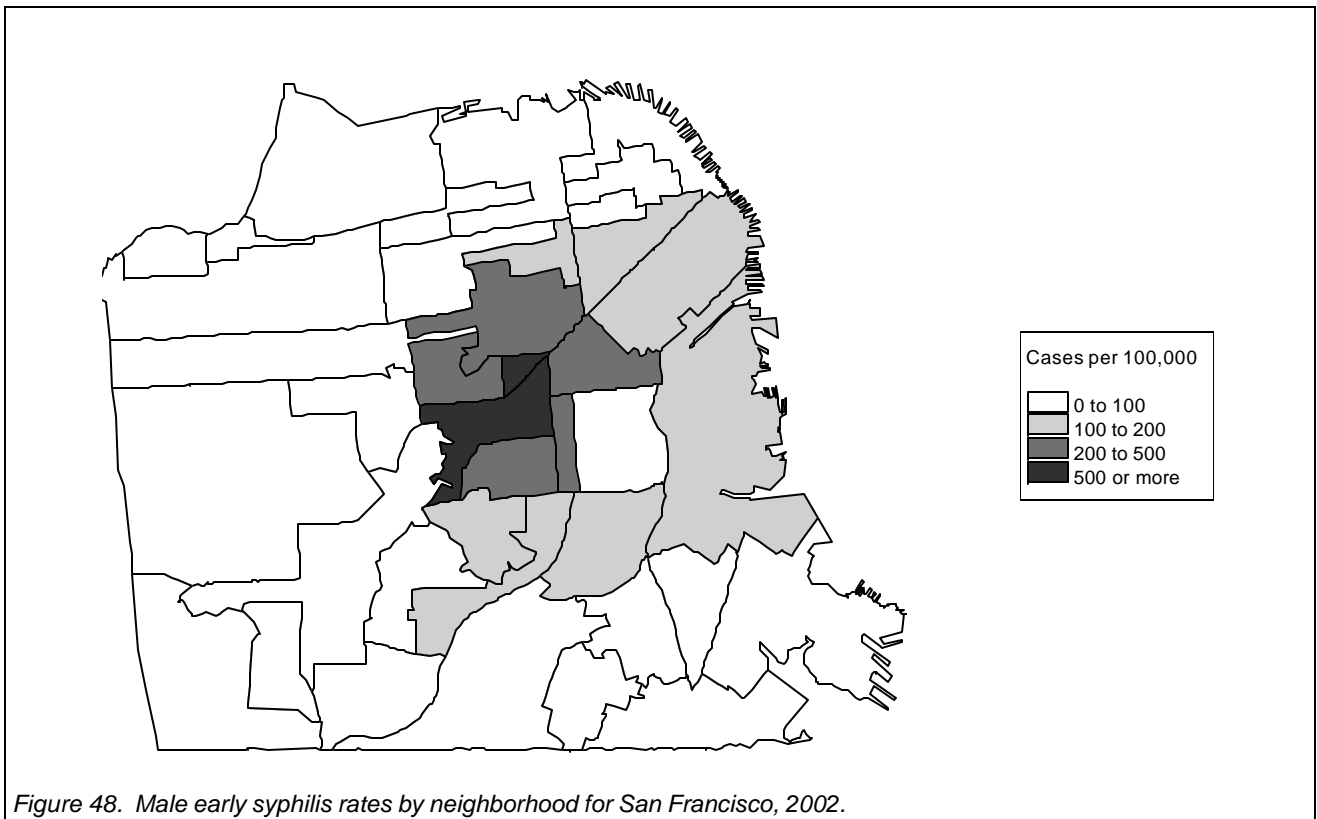 Cases per 100,000
0 to 100
100 to 200
200 to 500
500 or more
Figure 48. Male early syphilis rates by neighborhood for San Francisco, 2002.